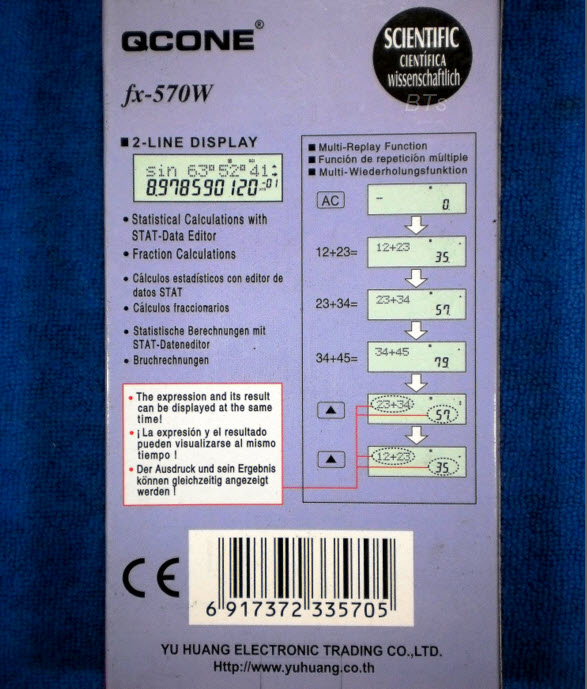 QCONE®
SCIENTIFIC
CIENTÍFICA
wissenschaftlich
BTs
fx-570W
■ 2-LINE DISPLAY
sin 63°52°41
8.978590120-01
• Statistical Calculations with
STAT-Data Editor
• Fraction Calculations
• Cálculos estadísticos con editor de
datos STAT
• Cálculos fraccionarios
• Statistische Berechnungen mit
STAT-Dateneditor
• Bruchrechnungen
• The expression and its result
can be displayed at the same
time!
• ¡La expresión y el resultado
pueden visualizarse al mismo
tiempo !
• Der Ausdruck und sein Ergebnis
können gleichzeitig angezeigt
werden !
■ Multi-Replay Function
■ Función de repetición múltiple
■ Multi-Wiederholungsfunktion
AC
0.
12+23=
12+23
35.
23+34=
23+34
57.
34+45=
34+45
79.
▲
23+34
57.
▲
12+23
35.
CE
6 917372 335705
YU HUANG ELECTRONIC TRADING CO.,LTD.
Http://www.yuhuang.co.th